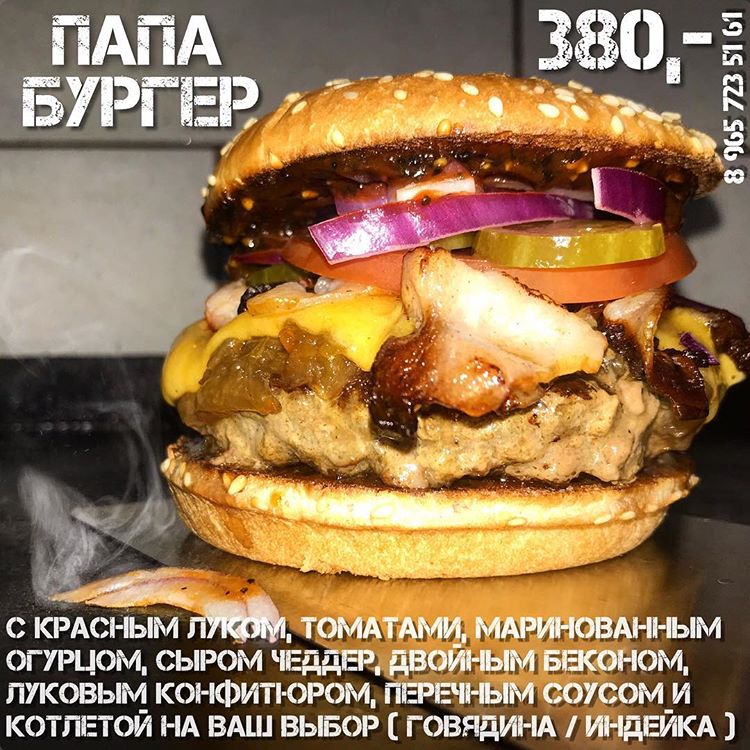 ПАПА
БУРГЕР
380,-
8 965 723 51 61
С КРАСНЫМ ЛУКОМ, ТОМАТАМИ, МАРИНОВАННЫМ
ОГУРЦОМ, СЫРОМ ЧЕДДЕР, ДВОЙНЫМ БЕКОНОМ,
ЛУКОВЫМ КОНФИТЮРОМ, ПЕРЕЧНЫМ СОУСОМ И
КОТЛЕТОЙ НА ВАШ ВЫБОР ( ГОВЯДИНА / ИНДЕЙКА )